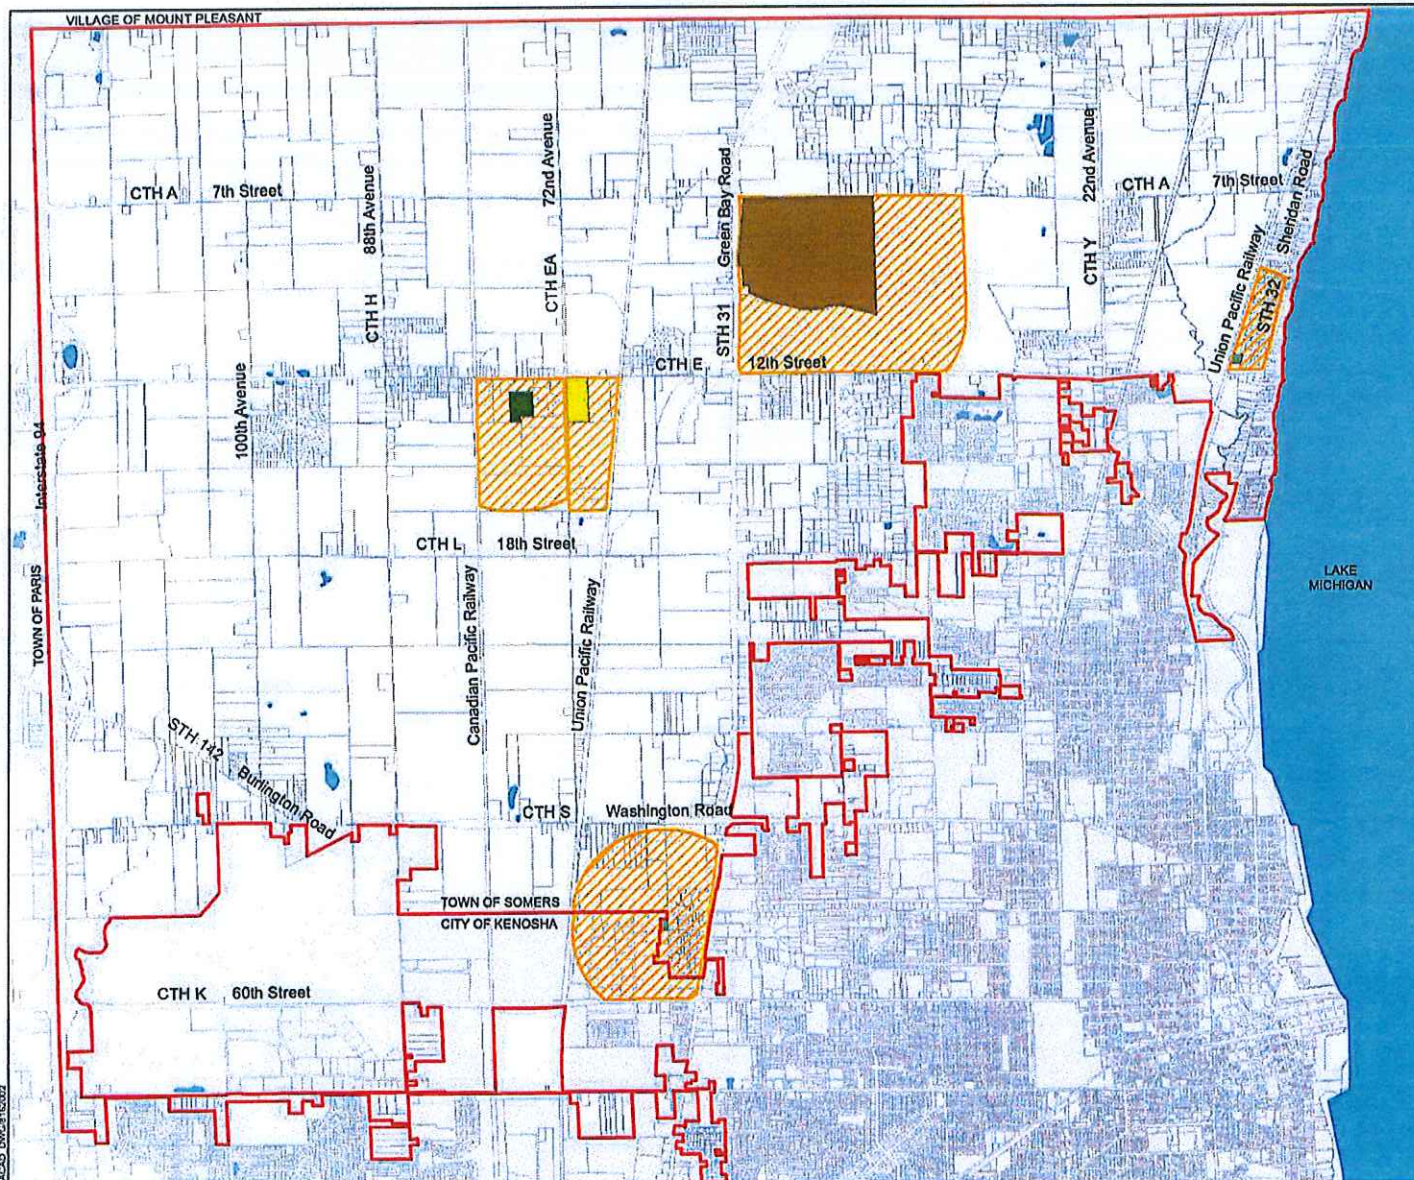 VILLAGE OF MOUNT PLEASANT
CTH A 7th Street
88th Avenue
CTH H
72nd Avenue
CTH EA
Green Bay Road
STH 31
22nd Avenue
CTH Y
CTH A 7th Street
Sheridan Road
Union Pacific Railway
STH 32
CTH E 12th Street
100th Avenue
Interstate 94
TOWN OF PARIS
CTH L 18th Street
LAKE
MICHIGAN
Canadian Pacific Railway
Union Pacific Railway
STH 142 Burlington Road
CTH S Washington Road
TOWN OF SOMERS
CITY OF KENOSHA
CTH K 60th Street